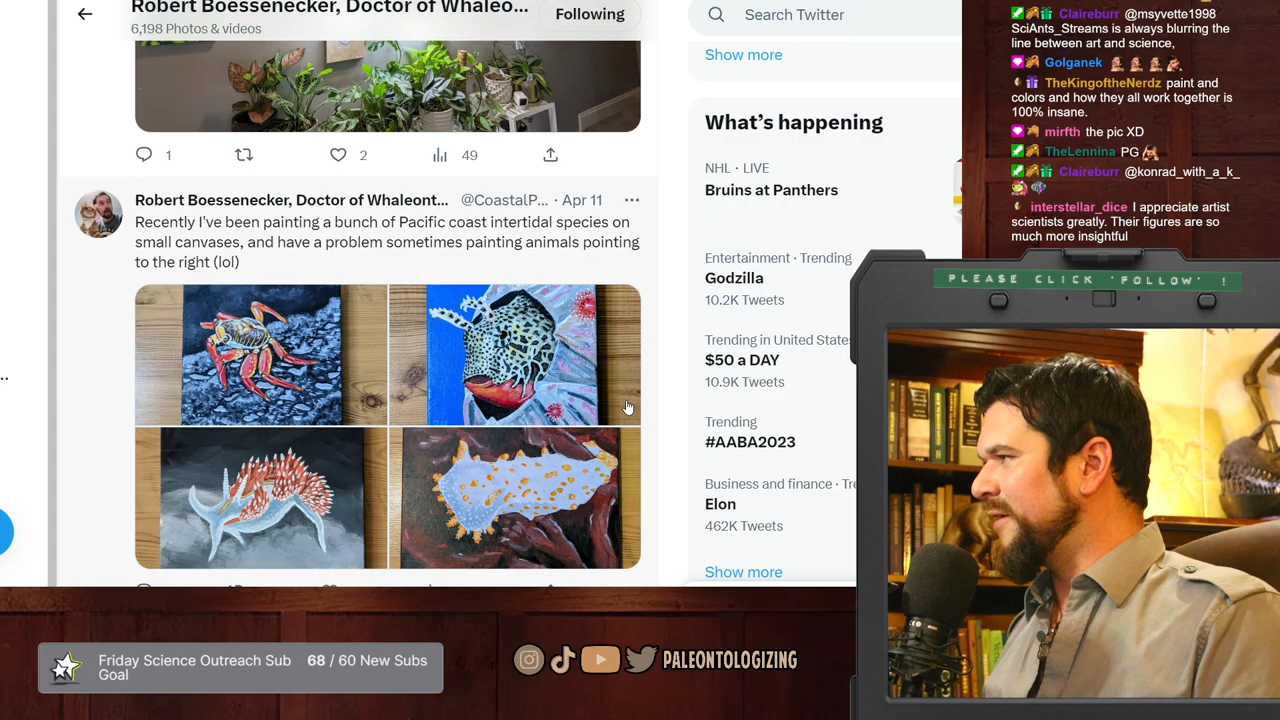 Robert Boessenecker, Doctor of Whaleo...
6,198 Photos & videos
Following
1
2
49
Robert Boessenecker, Doctor of Whaleont... @CoastalP... · Apr 11
Recently I've been painting a bunch of Pacific coast intertidal species on
small canvases, and have a problem sometimes painting animals pointing
to the right (lol)
Search Twitter
Show more
What's happening
NHL · LIVE
Bruins at Panthers
Entertainment · Trending
Godzilla
10.2K Tweets
Trending in United States
$50 a DAY
10.9K Tweets
Trending
#AABA2023
Business and finance · Tre
Elon
462K Tweets
Show more
Claireburr @msyvette1998
SciAnts_Streams is always blurring the
line between art and science,
Golganek
TheKingoftheNerdz paint and
colors and how they all work together is
100% insane.
mirfth the pic XD
TheLennina PG
Claireburr @konrad_with_a_k_
interstellar_dice I appreciate artist
scientists greatly. Their figures are so
much more insightful
PLEASE CLICK 'FOLLOW' !
Friday Science Outreach Sub
Goal
68 / 60 New Subs
PALEONTOLOGIZING